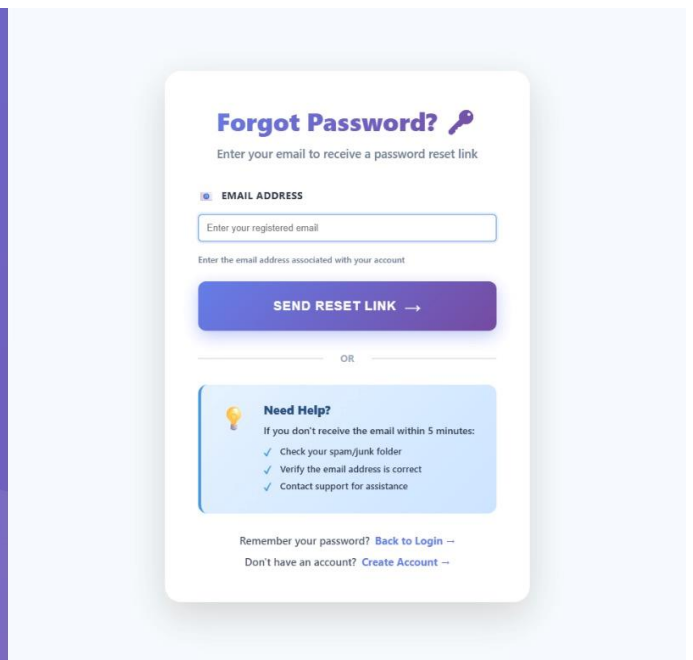 Forgot Password? 🔑
Enter your email to receive a password reset link
📧 EMAIL ADDRESS
Enter your registered email
Enter the email address associated with your account
SEND RESET LINK →
OR
Need Help?
If you don't receive the email within 5 minutes:
✓ Check your spam/junk folder
✓ Verify the email address is correct
✓ Contact support for assistance
Remember your password? Back to Login →
Don't have an account? Create Account →